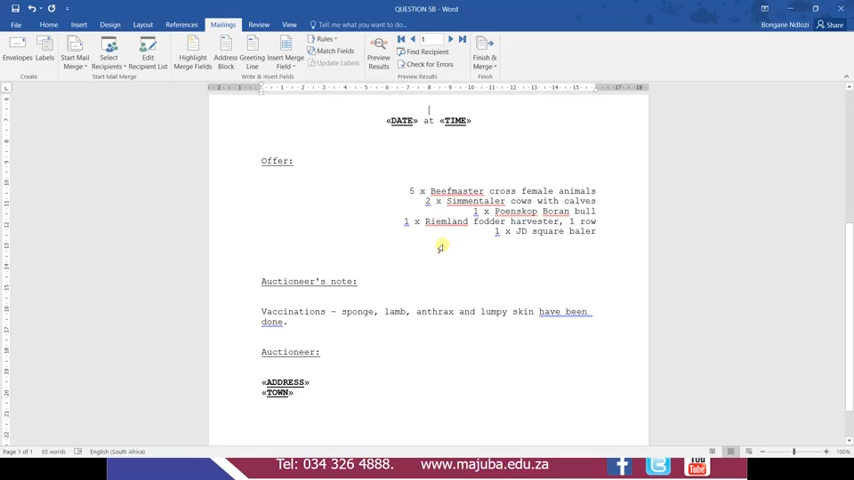 QUESTION 5B - Word
Bongane Ndlozi
Share
File
Home
Insert
Design
Layout
References
Mailings
Review
View
Tell me what you want to do...
Envelopes
Labels
Start Mail
Merge
Select
Recipients
Edit
Recipient List
Highlight
Merge Fields
Address
Block
Greeting
Line
Insert Merge
Field
Rules
Match Fields
Update Labels
Preview
Results
1
Find Recipient
Check for Errors
Finish &
Merge
Create
Start Mail Merge
Write & Insert Fields
Preview Results
Finish
«DATE» at «TIME»
Offer:
5 x Beefmaster cross female animals
2 x Simmentaler cows with calves
1 x Poenskop Boran bull
1 x Riemland fodder harvester, 1 row
1 x JD square baler
Auctioneer's note:
Vaccinations – sponge, lamb, anthrax and lumpy skin have been
done.
Auctioneer:
«ADDRESS»
«TOWN»
Page 1 of 1
65 words
English (South Africa)
100%
Tel: 034 326 4888.
www.majuba.edu.za
You
Tube